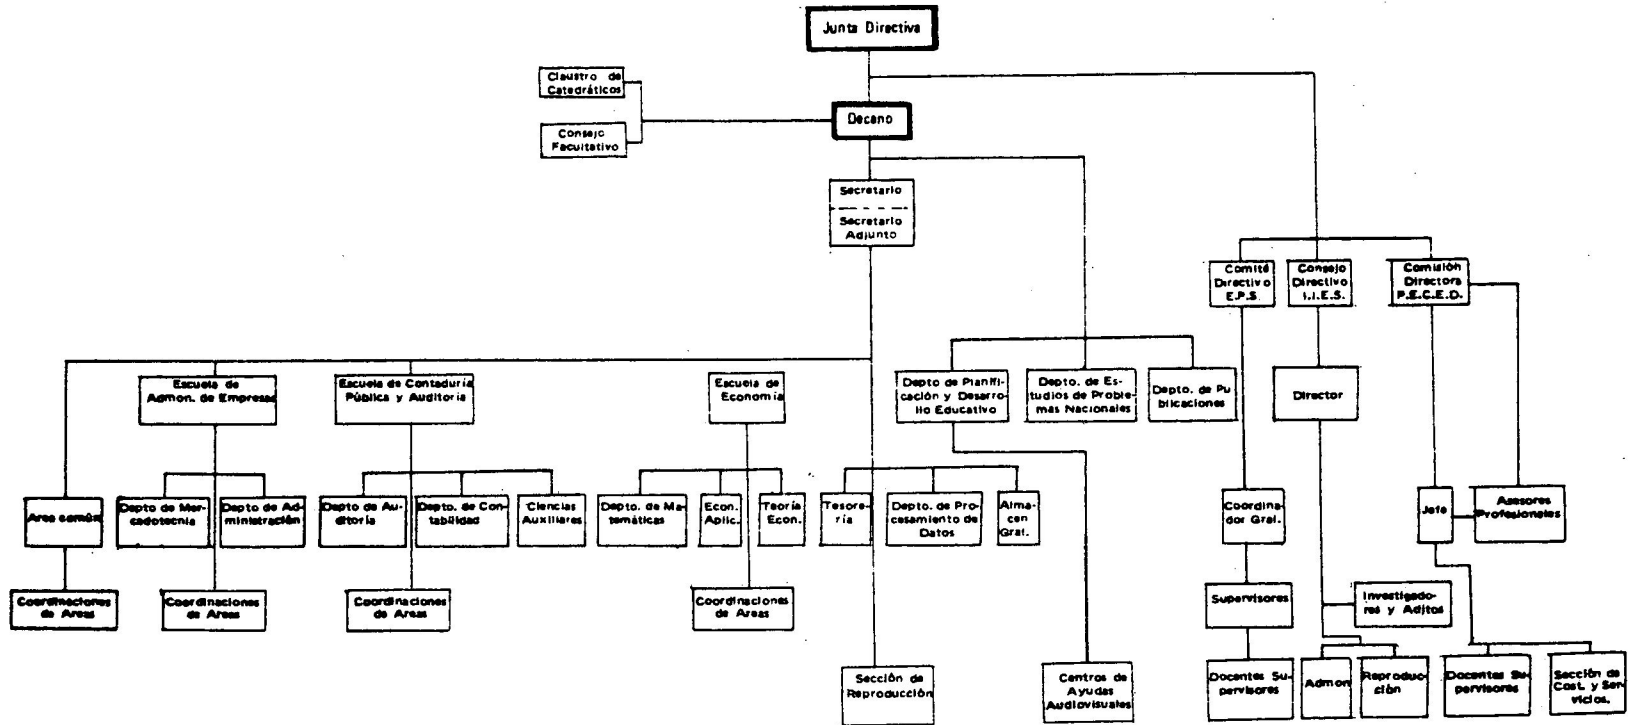 Junta Directiva
Claustro de
Catedráticos
Decano
Consejo
Facultativo
Secretario
Secretario
Adjunto
Comité
Directivo
E.P.S.
Consejo
Directivo
I.I.E.S.
Comisión
Directora
P.E.C.E.D.
Escuela de
Admon. de Empresas
Escuela de Contaduría
Pública y Auditoría
Escuela de
Economía
Depto de Planifi-
cación y Desarro-
llo Educativo
Depto. de Es-
tudios de Proble-
mas Nacionales
Depto. de Pu-
blicaciones
Director
Area común
Depto de Mer-
cadotecnia
Depto de Ad-
ministración
Depto de Au-
ditoría
Depto. de Con-
tabilidad
Ciencias
Auxiliares
Depto. de Ma-
temáticas
Econ.
Aplic.
Teoría
Econ.
Tesore-
ría
Depto. de Pro-
cesamiento de
Datos
Alma-
cen
Gral.
Coordina-
dor Gral.
Jefe
Asesores
Profesionales
Coordinaciones
de Areas
Coordinaciones
de Areas
Coordinaciones
de Areas
Coordinaciones
de Areas
Supervisores
Investigado-
res y Adjtos
Sección de
Reproducción
Centros de
Ayudas
Audiovisuales
Docentes Su-
pervisores
Admon
Reproduc-
ción
Docentes Su-
pervisores
Sección de
Cost. y Ser-
vicios.